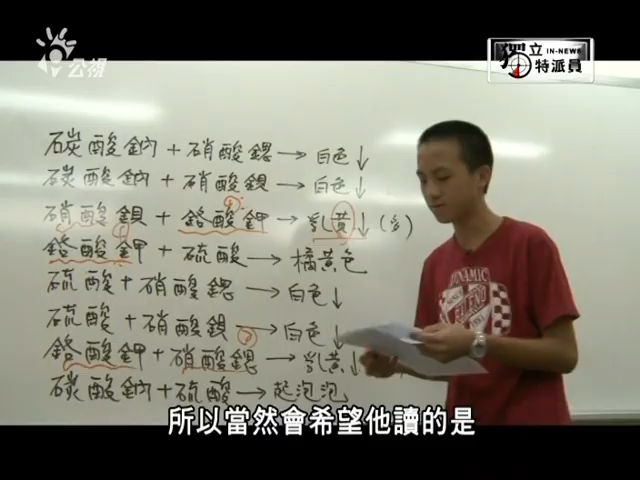 公視
獨立
IN-NEWS
特派員
碳酸鈉 + 硝酸鍶 → 白色↓
碳酸鈉 + 硝酸鋇 → 白色↓
硝酸鋇 + 鉻酸鉀 → 乳黃↓(多)
鉻酸鉀 + 硫酸 → 橘黃色
硫酸 + 硝酸鍶 → 白色↓
硫酸 + 硝酸鋇 → 白色↓
鉻酸鉀 + 硝酸鍶 → 乳黃↓
碳酸鈉 + 硫酸 → 起泡泡
DYNAMIC
所以當然會希望他讀的是